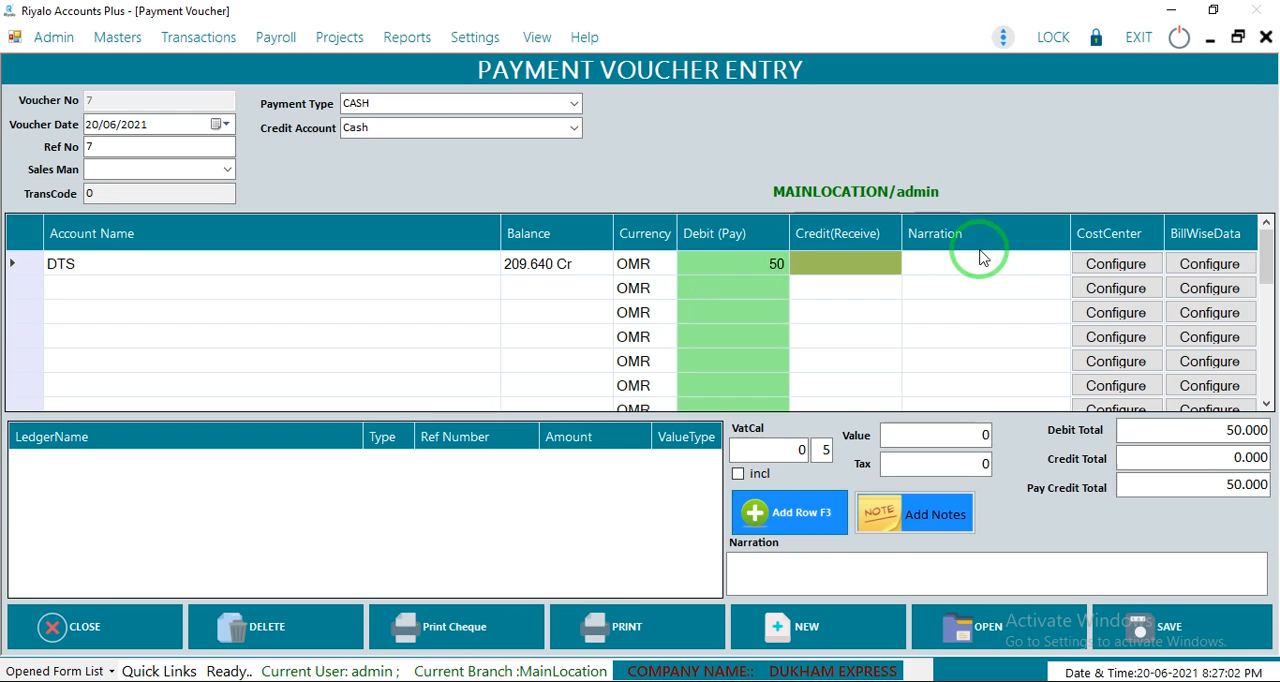 Riyalo Accounts Plus - [Payment Voucher]
Admin Masters Transactions Payroll Projects Reports Settings View Help LOCK EXIT
PAYMENT VOUCHER ENTRY
Voucher No 7
Payment Type CASH
Voucher Date 20/06/2021
Credit Account Cash
Ref No 7
Sales Man
TransCode 0
MAINLOCATION/admin
Account Name Balance Currency Debit (Pay) Credit(Receive) Narration CostCenter BillWiseData
DTS 209.640 Cr OMR 50 Configure Configure
OMR Configure Configure
OMR Configure Configure
OMR Configure Configure
OMR Configure Configure
OMR Configure Configure
OMR Configure Configure
LedgerName Type Ref Number Amount ValueType
VatCal
0 5
incl
Value 0
Tax 0
Debit Total 50.000
Credit Total 0.000
Pay Credit Total 50.000
Add Row F3
NOTE Add Notes
Narration
CLOSE DELETE Print Cheque PRINT NEW OPEN SAVE
Activate Windows
Go to Settings to activate Windows.
Opened Form List Quick Links Ready.. Current User: admin ; Current Branch :MainLocation COMPANY NAME:: DUKHAM EXPRESS Date & Time:20-06-2021 8:27:02 PM